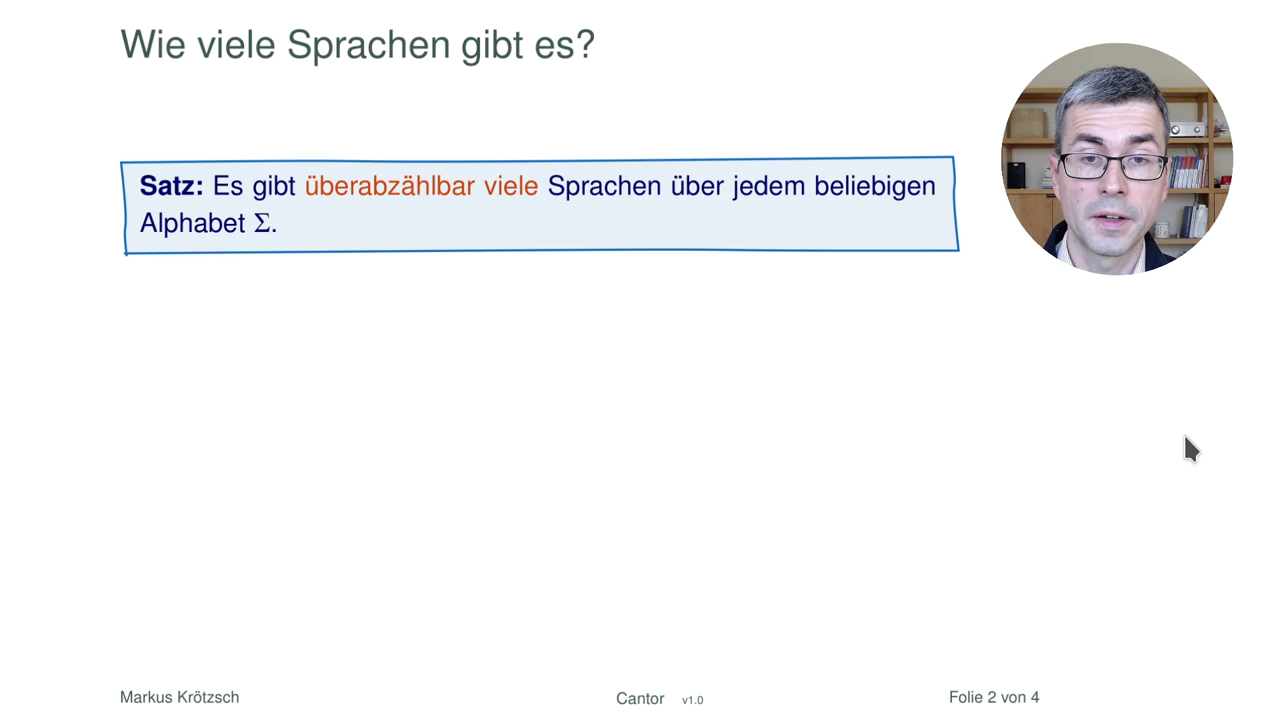 Wie viele Sprachen gibt es?
Satz: Es gibt überabzählbar viele Sprachen über jedem beliebigen
Alphabet Σ.
Markus Krötzsch
Cantor v1.0
Folie 2 von 4